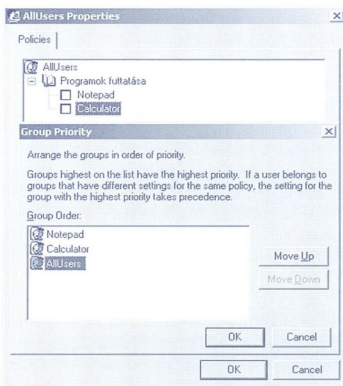 AllUsers Properties
Policies
AllUsers
Programok futtatása
Notepad
Calculator
Group Priority
Arrange the groups in order of priority.
Groups highest on the list have the highest priority. If a user belongs to
groups that have different settings for the same policy, the setting for the
group with the highest priority takes precedence.
Group Order:
Notepad
Calculator
AllUsers
Move Up
Move Down
OK
Cancel
OK
Cancel